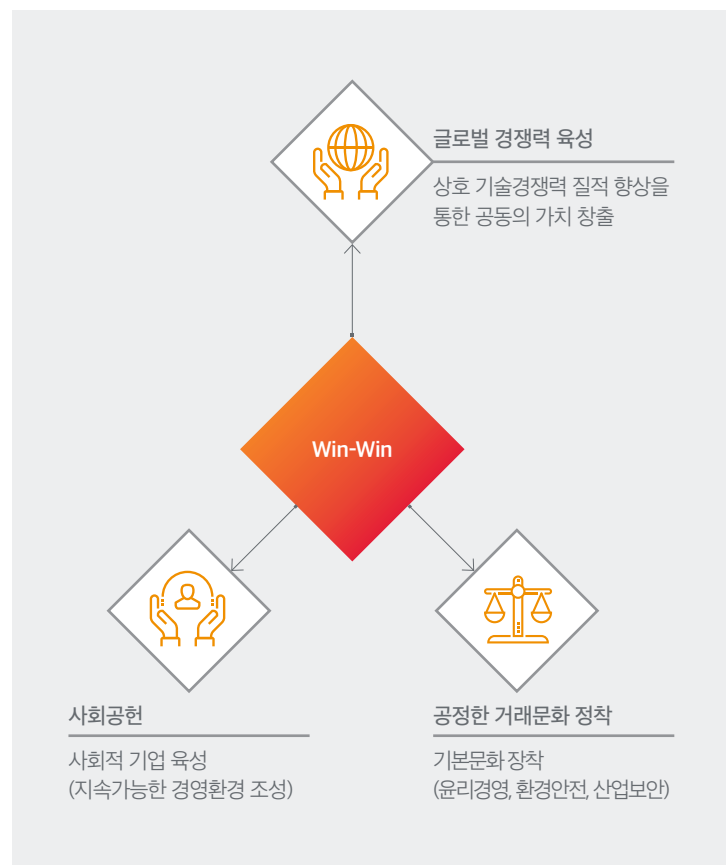 글로벌 경쟁력 육성
상호 기술경쟁력 질적 향상을
통한 공동의 가치 창출
Win-Win
사회공헌
사회적 기업 육성
(지속가능한 경영환경 조성)
공정한 거래문화 정착
기본문화 장착
(윤리경영, 환경안전, 산업보안)